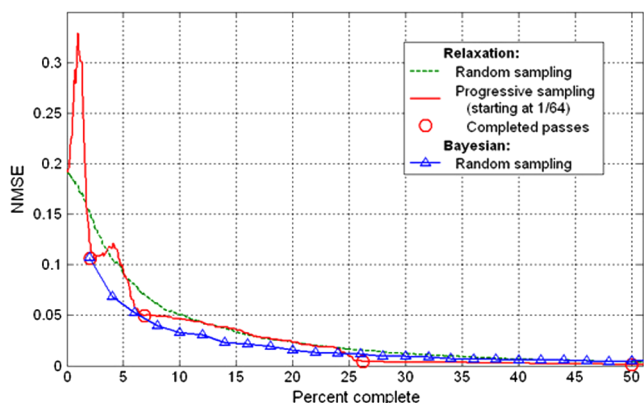 0.3
0.25
0.2
0.15
0.1
0.05
0
NMSE
0 5 10 15 20 25 30 35 40 45 50
Percent complete
Relaxation:
Random sampling
Progressive sampling
(starting at 1/64)
Completed passes
Bayesian:
Random sampling